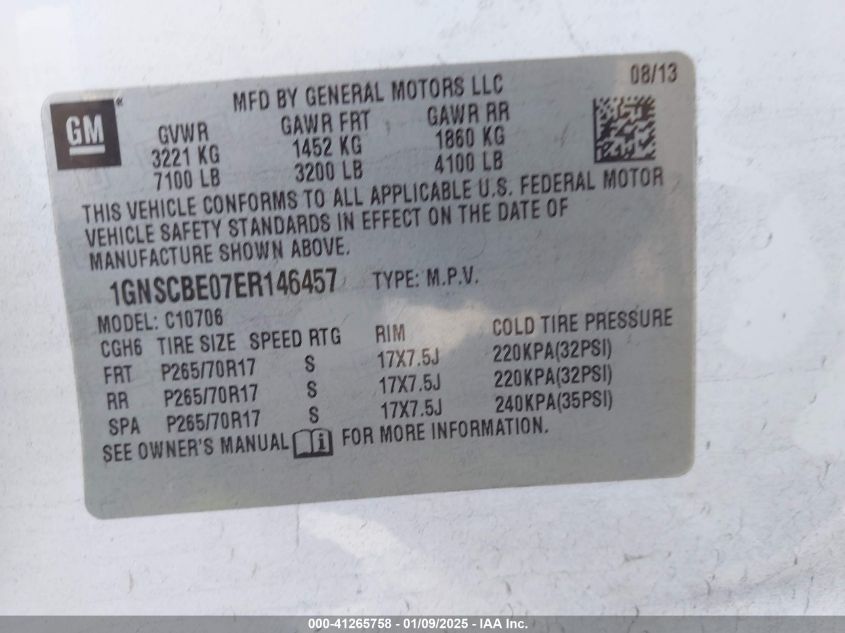 08/13
MFD BY GENERAL MOTORS LLC
GM
GVWR GAWR FRT GAWR RR
3221 KG 1452 KG 1860 KG
7100 LB 3200 LB 4100 LB
THIS VEHICLE CONFORMS TO ALL APPLICABLE U.S. FEDERAL MOTOR
VEHICLE SAFETY STANDARDS IN EFFECT ON THE DATE OF
MANUFACTURE SHOWN ABOVE.
1GNSCBE07ER146457 TYPE: M.P.V.
MODEL: C10706
CGH6 TIRE SIZE SPEED RTG RIM COLD TIRE PRESSURE
FRT P265/70R17 S 17X7.5J 220KPA(32PSI)
RR P265/70R17 S 17X7.5J 220KPA(32PSI)
SPA P265/70R17 S 17X7.5J 240KPA(35PSI)
SEE OWNER'S MANUAL i FOR MORE INFORMATION.
000-41265758 - 01/09/2025 - IAA Inc.